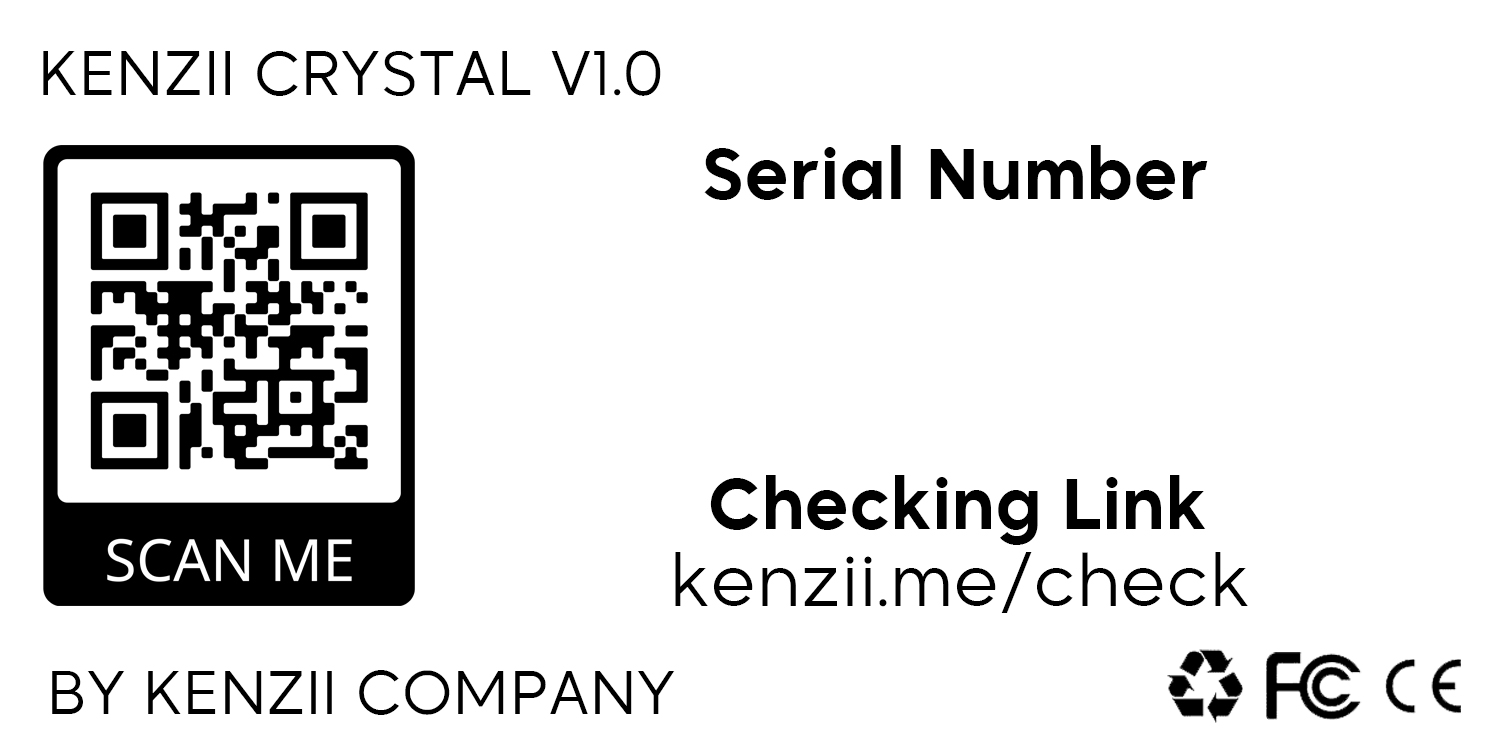 KENZII CRYSTAL V1.0
Serial Number
SCAN ME
Checking Link
kenzii.me/check
BY KENZII COMPANY
FC CE